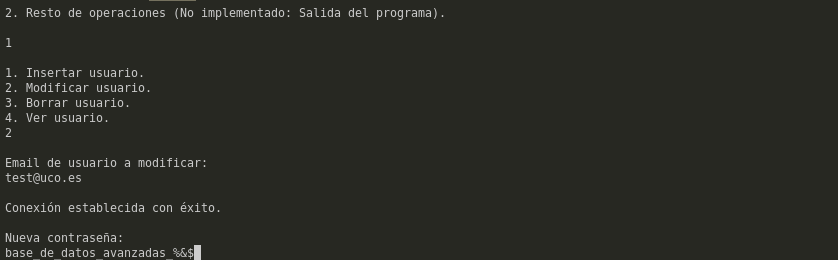 2. Resto de operaciones (No implementado: Salida del programa).
1
1. Insertar usuario.
2. Modificar usuario.
3. Borrar usuario.
4. Ver usuario.
2
Email de usuario a modificar:
test@uco.es
Conexión establecida con éxito.
Nueva contraseña:
base_de_datos_avanzadas_%&$